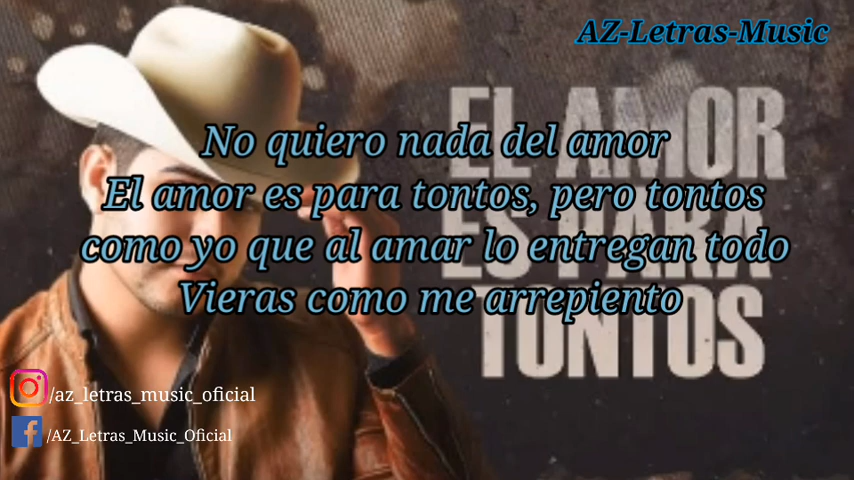 AZ-Letras-Music
EL AMOR
ES PARA
TONTOS
No quiero nada del amor
El amor es para tontos, pero tontos
como yo que al amar lo entregan todo
Vieras como me arrepiento
/az_letras_music_oficial
/AZ_Letras_Music_Oficial